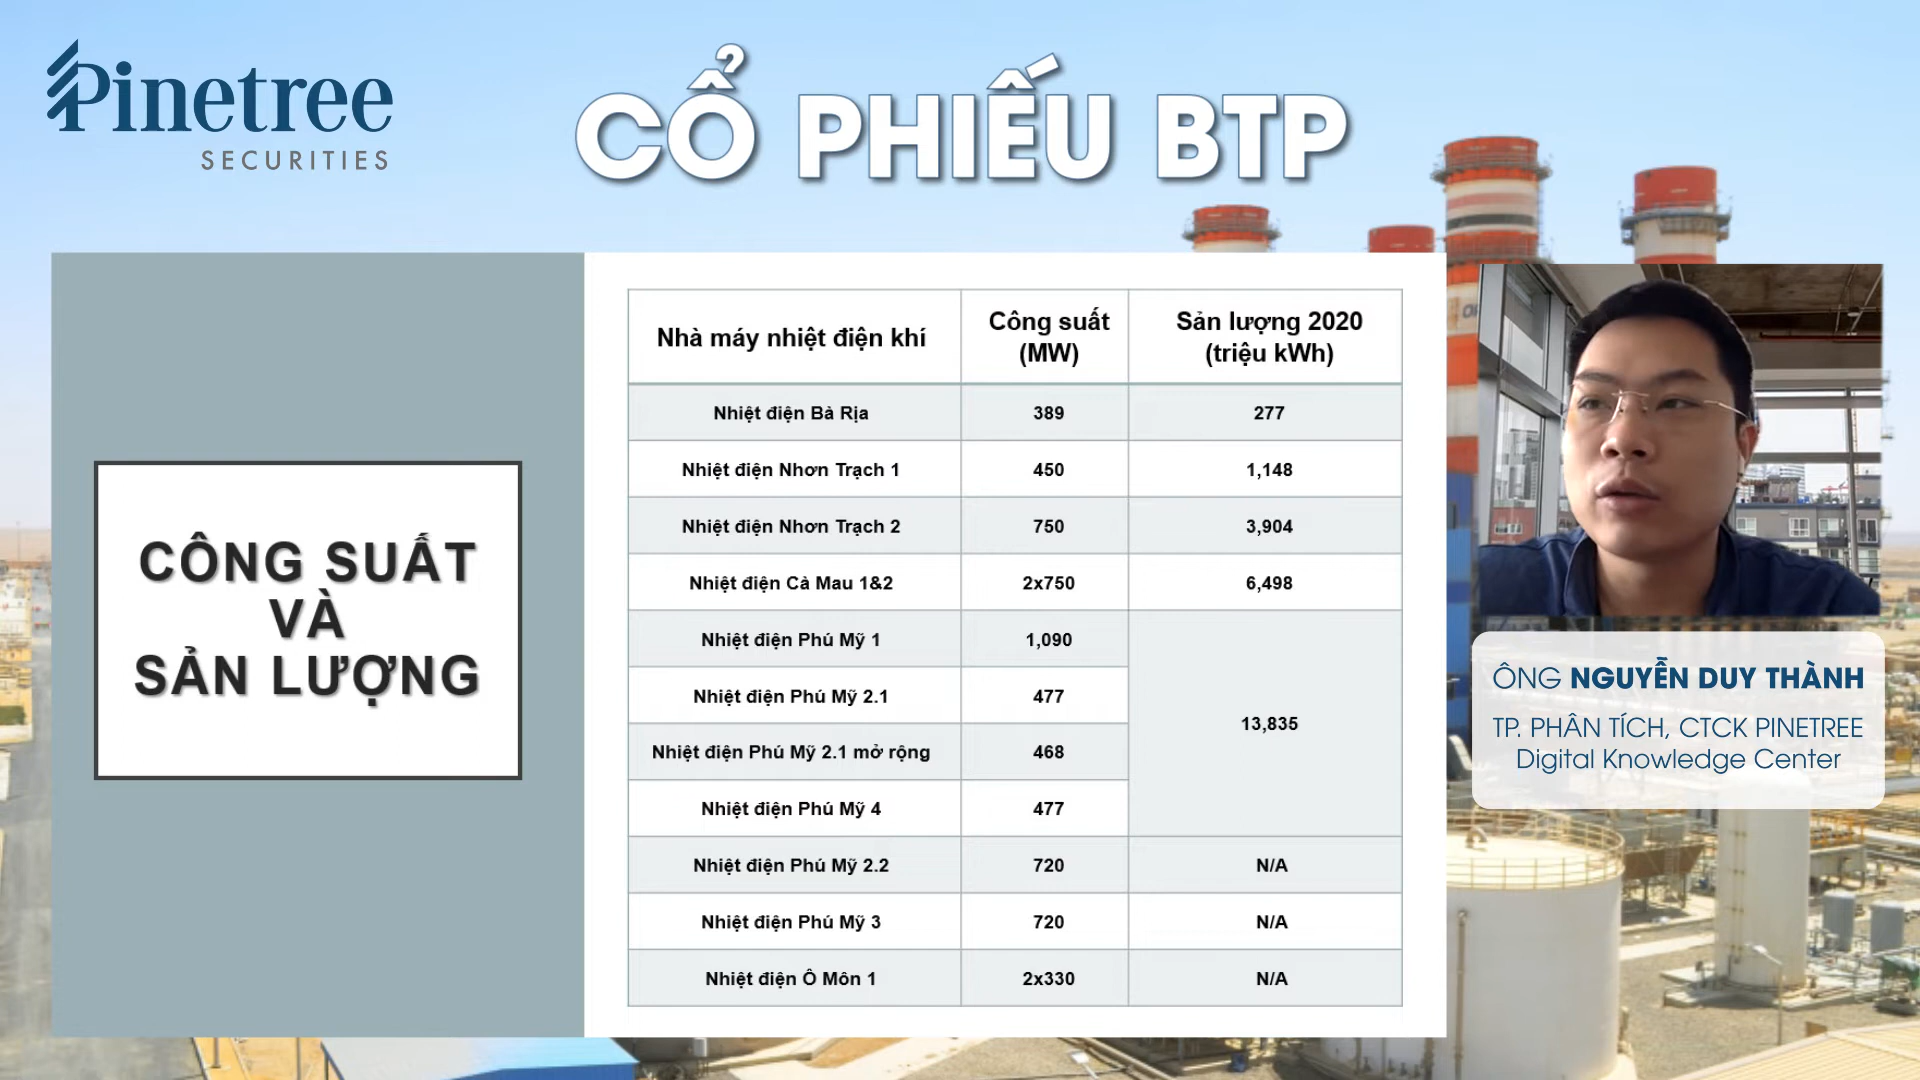 Pinetree
SECURITIES
CỔ PHIẾU BTP
CÔNG SUẤT
VÀ
SẢN LƯỢNG
Nhà máy nhiệt điện khí
Công suất
(MW)
Sản lượng 2020
(triệu kWh)
Nhiệt điện Bà Rịa 389 277
Nhiệt điện Nhơn Trạch 1 450 1,148
Nhiệt điện Nhơn Trạch 2 750 3,904
Nhiệt điện Cà Mau 1&2 2x750 6,498
Nhiệt điện Phú Mỹ 1 1,090
Nhiệt điện Phú Mỹ 2.1 477
13,835
Nhiệt điện Phú Mỹ 2.1 mở rộng 468
Nhiệt điện Phú Mỹ 4 477
Nhiệt điện Phú Mỹ 2.2 720 N/A
Nhiệt điện Phú Mỹ 3 720 N/A
Nhiệt điện Ô Môn 1 2x330 N/A
ÔNG NGUYỄN DUY THÀNH
TP. PHÂN TÍCH, CTCK PINETREE
Digital Knowledge Center